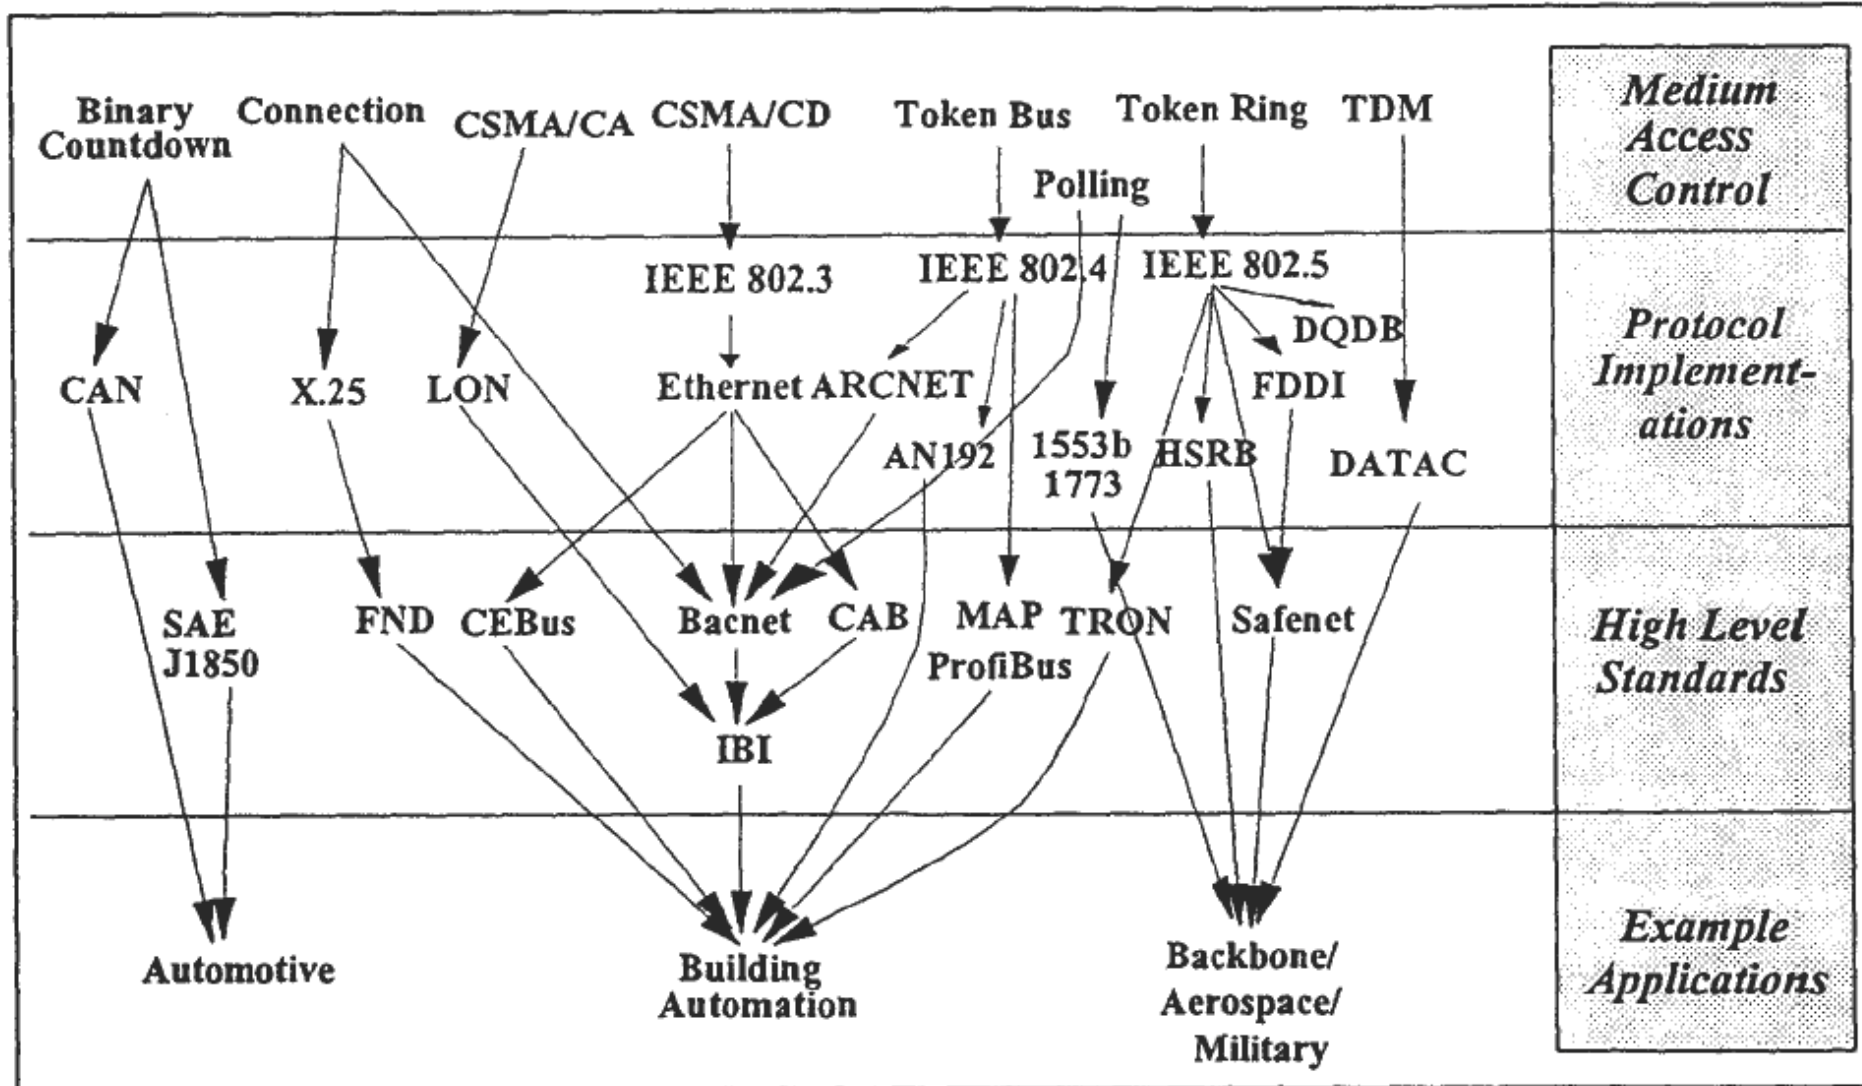 Binary
Countdown
Connection
CSMA/CA
CSMA/CD
Token Bus
Token Ring
TDM
Polling
Medium
Access
Control
IEEE 802.3
IEEE 802.4
IEEE 802.5
DQDB
CAN
X.25
LON
Ethernet
ARCNET
FDDI
AN192
1553b
1773
HSRB
DATAC
Protocol
Implement-
ations
SAE
J1850
FND
CEBus
Bacnet
CAB
MAP
ProfiBus
TRON
Safenet
IBI
High Level
Standards
Automotive
Building
Automation
Backbone/
Aerospace/
Military
Example
Applications